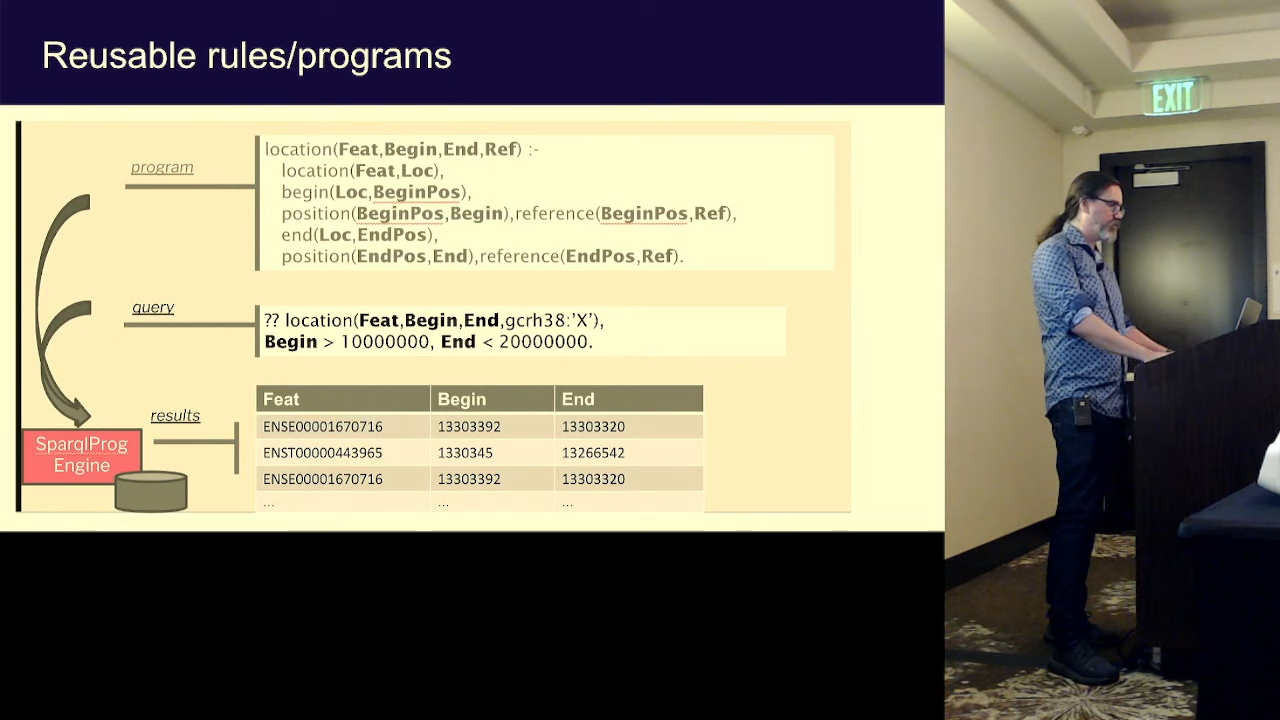 Reusable rules/programs
program
location(Feat,Begin,End,Ref) :-
location(Feat,Loc),
begin(Loc,BeginPos),
position(BeginPos,Begin),reference(BeginPos,Ref),
end(Loc,EndPos),
position(EndPos,End),reference(EndPos,Ref).
query
?? location(Feat,Begin,End,gcrh38:'X'),
Begin > 10000000, End < 20000000.
results
Feat Begin End
ENSE00001670716 13303392 13303320
ENST00000443965 1330345 13266542
ENSE00001670716 13303392 13303320
... ... ...
SparqlProg
Engine
EXIT